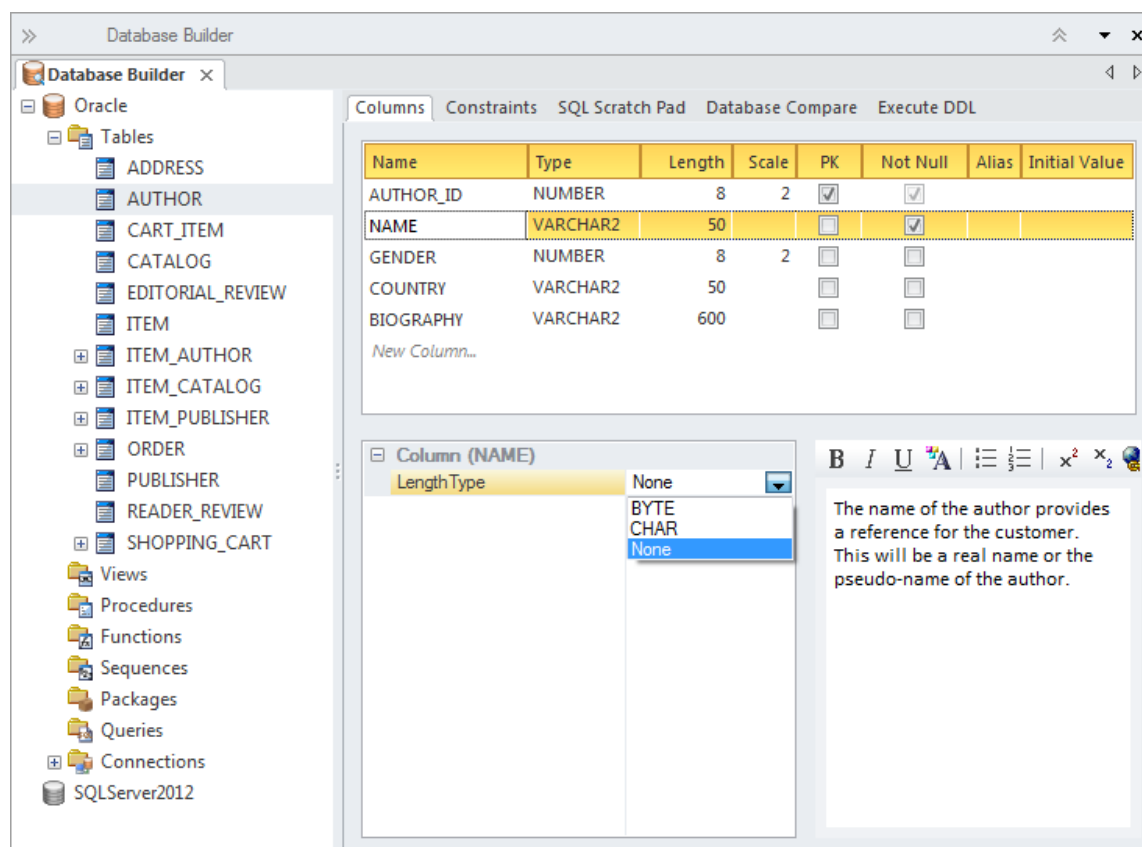 Database Builder
Database Builder
Oracle
Tables
ADDRESS
AUTHOR
CART_ITEM
CATALOG
EDITORIAL_REVIEW
ITEM
ITEM_AUTHOR
ITEM_CATALOG
ITEM_PUBLISHER
ORDER
PUBLISHER
READER_REVIEW
SHOPPING_CART
Views
Procedures
Functions
Sequences
Packages
Queries
Connections
SQLServer2012
Columns Constraints SQL Scratch Pad Database Compare Execute DDL
Name Type Length Scale PK Not Null Alias Initial Value
AUTHOR_ID NUMBER 8 2
NAME VARCHAR2 50
GENDER NUMBER 8 2
COUNTRY VARCHAR2 50
BIOGRAPHY VARCHAR2 600
New Column...
Column (NAME)
LengthType None
BYTE
CHAR
None
B I U A x² x₂
The name of the author provides
a reference for the customer.
This will be a real name or the
pseudo-name of the author.